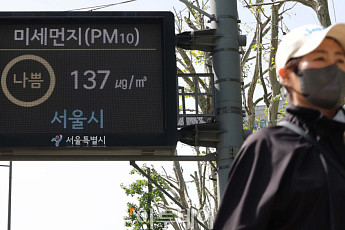 미세먼지(PM10)
나쁨
137 µg/㎥
서울시
서울특별시